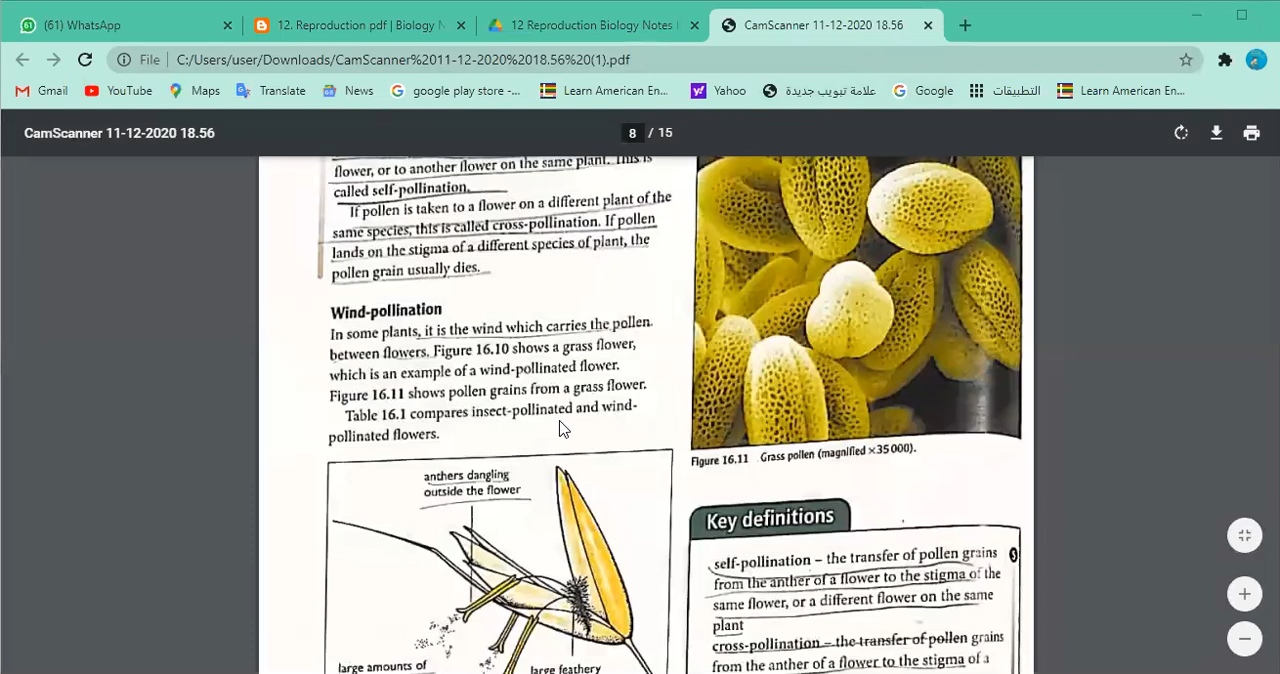 (61) WhatsApp
12. Reproduction pdf | Biology N
12 Reproduction Biology Notes
CamScanner 11-12-2020 18.56
File
C:/Users/user/Downloads/CamScanner%2011-12-2020%2018.56%20(1).pdf
Gmail
YouTube
Maps
Translate
News
google play store -...
Learn American En...
Yahoo
علامة تبويب جديدة
Google
التطبيقات
Learn American En...
CamScanner 11-12-2020 18.56
8 / 15
flower, or to another flower on the same plant. This is
called self-pollination.
If pollen is taken to a flower on a different plant of the
same species, this is called cross-pollination. If pollen
lands on the stigma of a different species of plant, the
pollen grain usually dies.
Wind-pollination
In some plants, it is the wind which carries the pollen
between flowers. Figure 16.10 shows a grass flower,
which is an example of a wind-pollinated flower.
Figure 16.11 shows pollen grains from a grass flower.
Table 16.1 compares insect-pollinated and wind-
pollinated flowers.
anthers dangling
outside the flower
large amounts of
large feathery
Figure 16.11 Grass pollen (magnified ×35 000).
Key definitions
self-pollination – the transfer of pollen grains
from the anther of a flower to the stigma of the
same flower, or a different flower on the same
plant
cross-pollination – the transfer of pollen grains
from the anther of a flower to the stigma of a